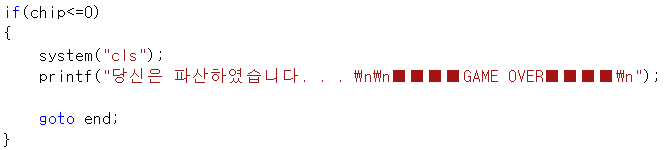 if(chip<=0)
{
system("cls");
printf("당신은 파산하였습니다. . . ₩n₩n■■■■GAME OVER■■■■₩n");
goto end;
}